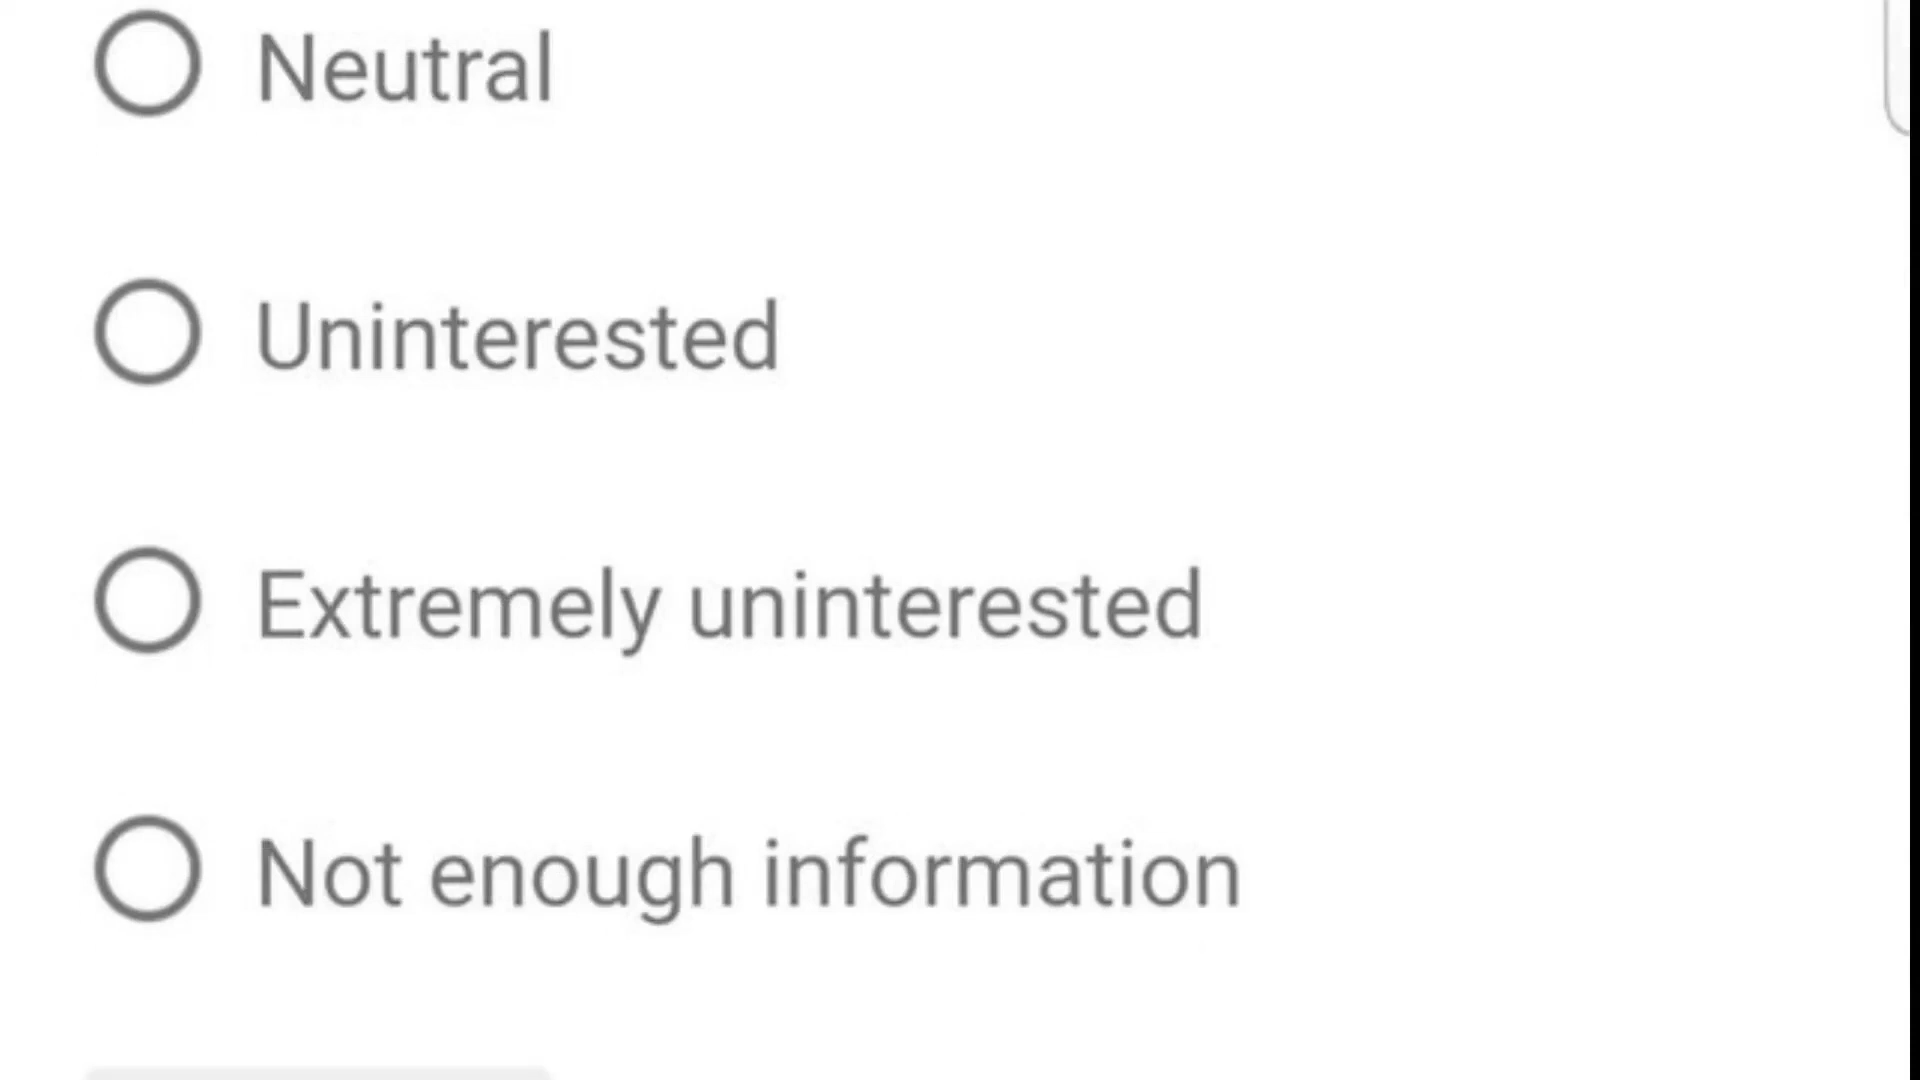 Neutral
Uninterested
Extremely uninterested
Not enough information